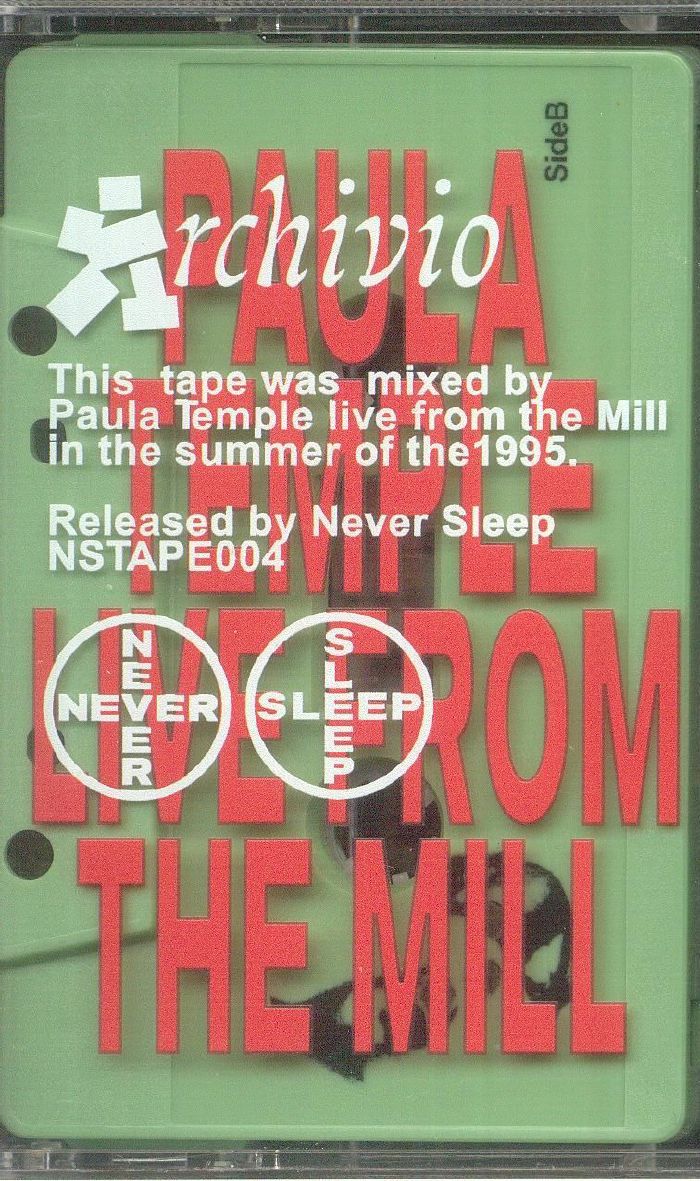 SideB
PAULA
TEMPLE
LIVE FROM
THE MILL
Archivio
This tape was mixed by
Paula Temple live from the Mill
in the summer of the1995.
Released by Never Sleep
NSTAPE004
NEVER
NEVER
SLEEP
SLEEP